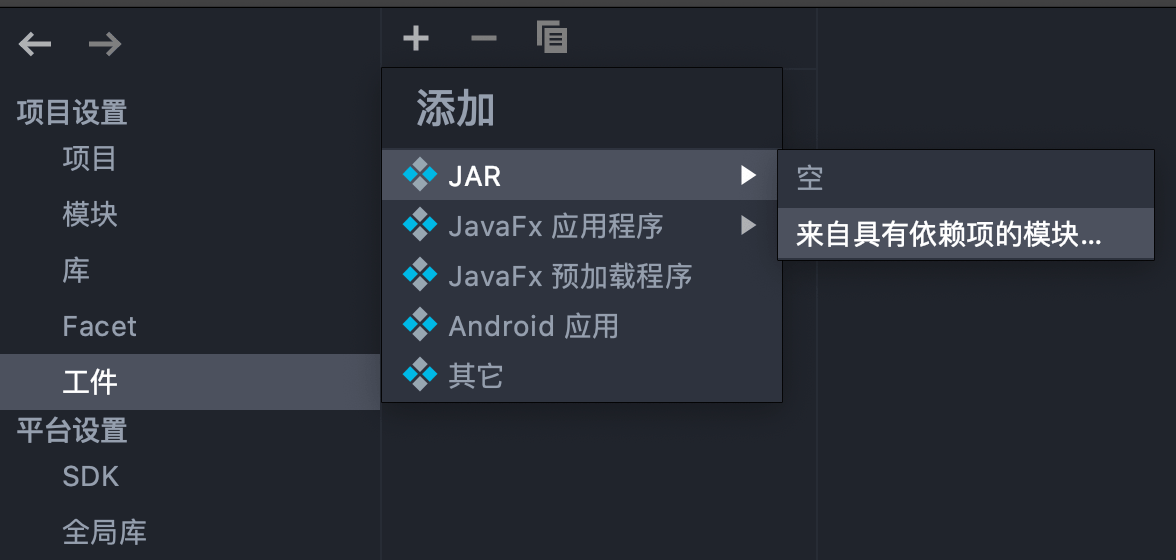 项目设置
项目
模块
库
Facet
工件
平台设置
SDK
全局库
添加
JAR
JavaFx 应用程序
JavaFx 预加载程序
Android 应用
其它
空
来自具有依赖项的模块...